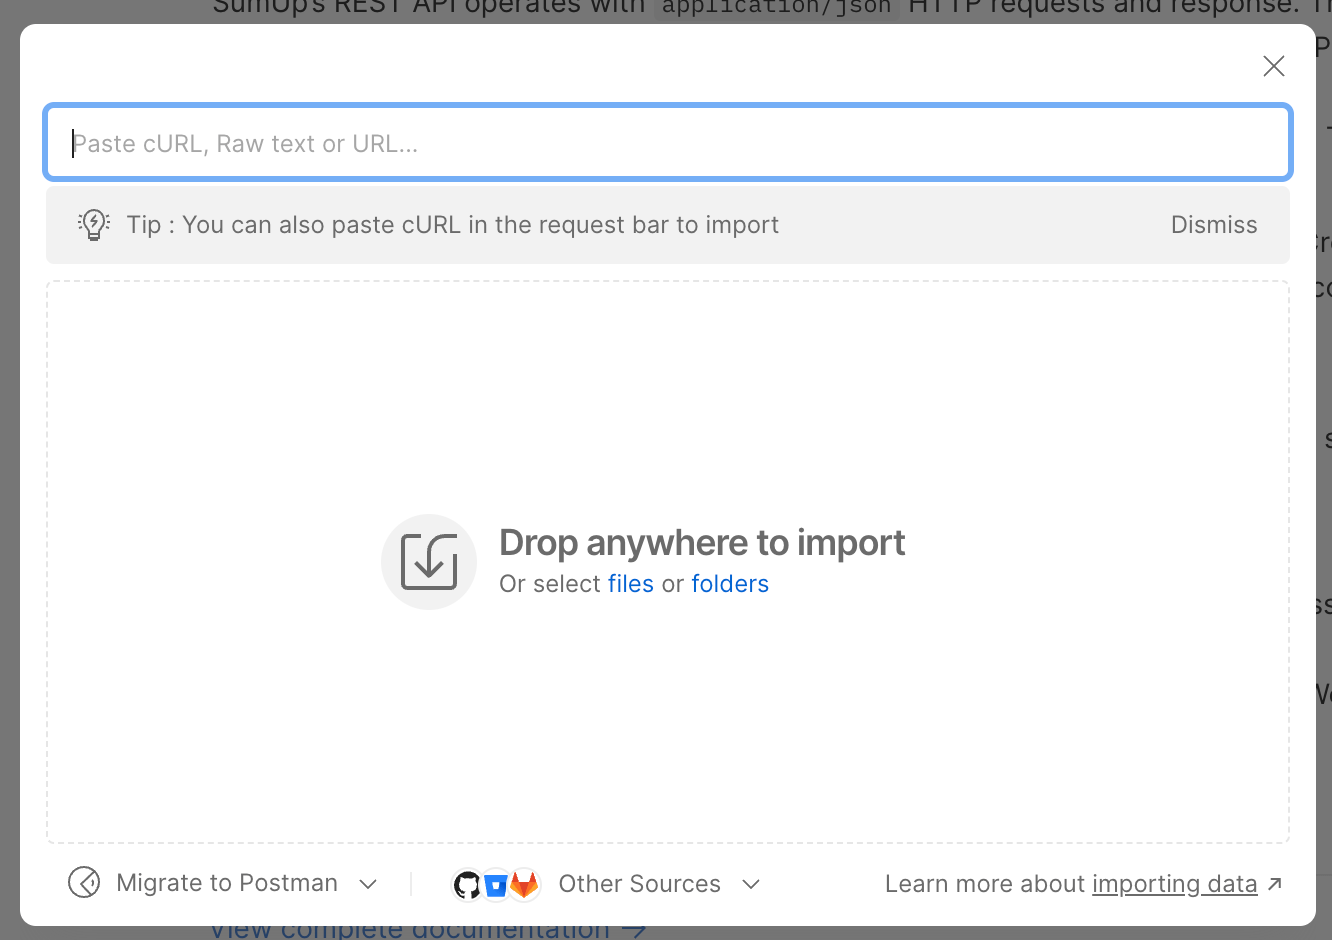 SumUp's REST API operates with application/json HTTP requests and response.
Paste cURL, Raw text or URL...
Tip : You can also paste cURL in the request bar to import
Dismiss
Drop anywhere to import
Or select files or folders
Migrate to Postman
Other Sources
Learn more about importing data ↗
View complete documentation →